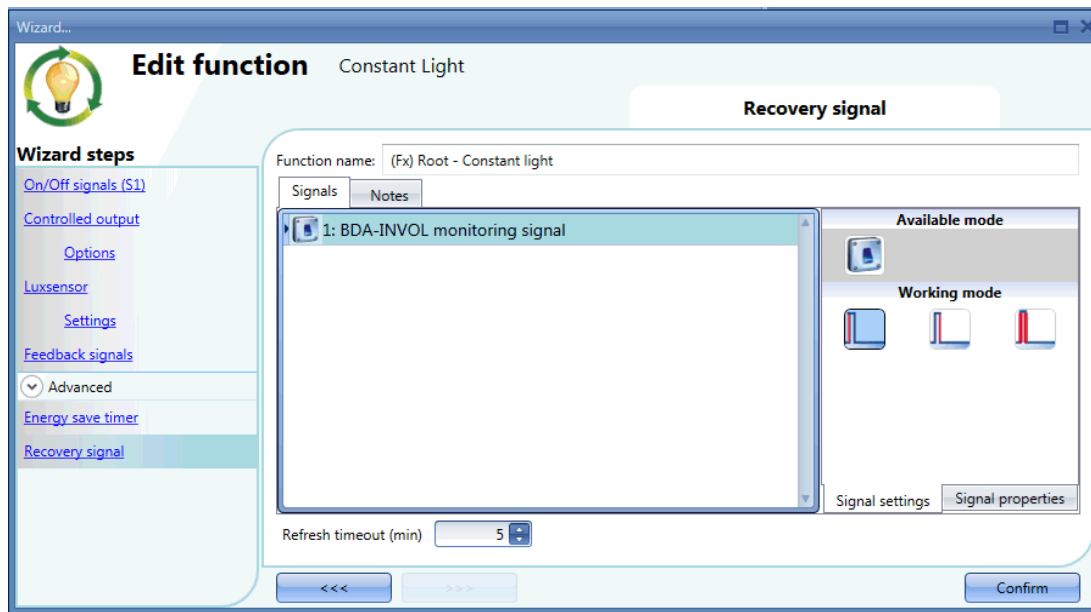 Wizard...
Edit function Constant Light
Recovery signal
Wizard steps
On/Off signals (S1)
Controlled output
Options
Luxsensor
Settings
Feedback signals
Advanced
Energy save timer
Recovery signal
Function name: (Fx) Root - Constant light
Signals Notes
1: BDA-INVOL monitoring signal
Available mode
Working mode
Signal settings Signal properties
Refresh timeout (min) 5
<<< >>> Confirm